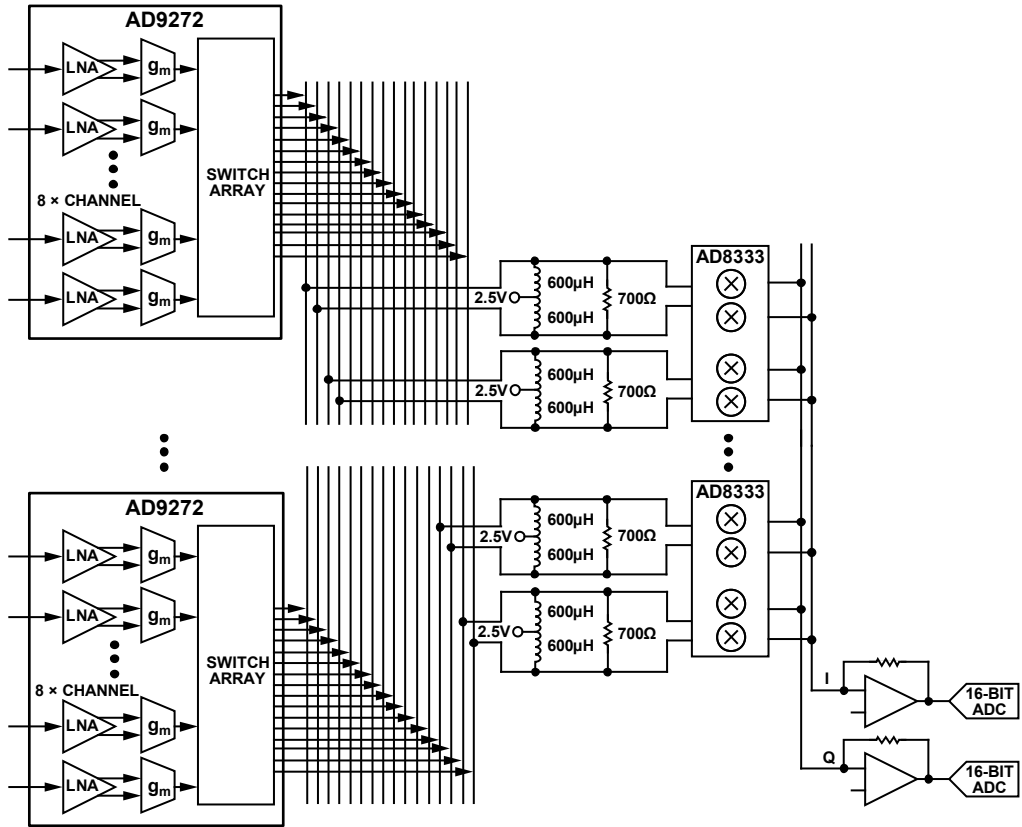 AD9272
LNA
gm
LNA
gm
8 × CHANNEL
LNA
gm
LNA
gm
SWITCH
ARRAY
2.5V
600µH
600µH
700Ω
2.5V
600µH
600µH
700Ω
AD8333
AD9272
LNA
gm
LNA
gm
8 × CHANNEL
LNA
gm
LNA
gm
SWITCH
ARRAY
2.5V
600µH
600µH
700Ω
2.5V
600µH
600µH
700Ω
AD8333
I
16-BIT
ADC
Q
16-BIT
ADC